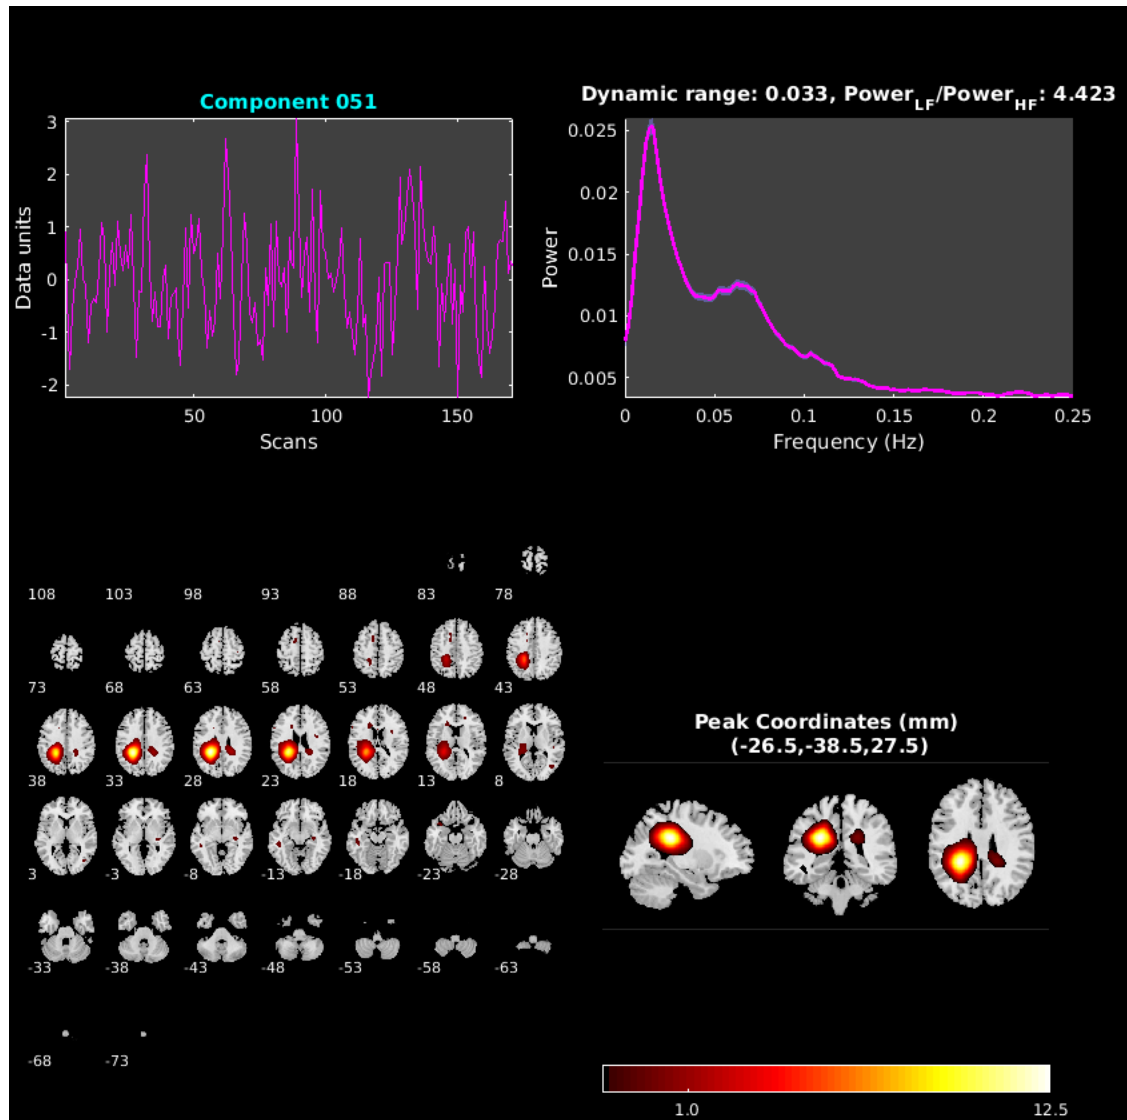 Component 051
3
2
1
0
-1
-2
Data units
50 100 150
Scans
Dynamic range: 0.033, Power_LF/Power_HF: 4.423
0.025
0.02
0.015
0.01
0.005
Power
0 0.05 0.1 0.15 0.2 0.25
Frequency (Hz)
108 103 98 93 88 83 78
73 68 63 58 53 48 43
38 33 28 23 18 13 8
3 -3 -8 -13 -18 -23 -28
-33 -38 -43 -48 -53 -58 -63
-68 -73
Peak Coordinates (mm)
(-26.5,-38.5,27.5)
1.0 12.5